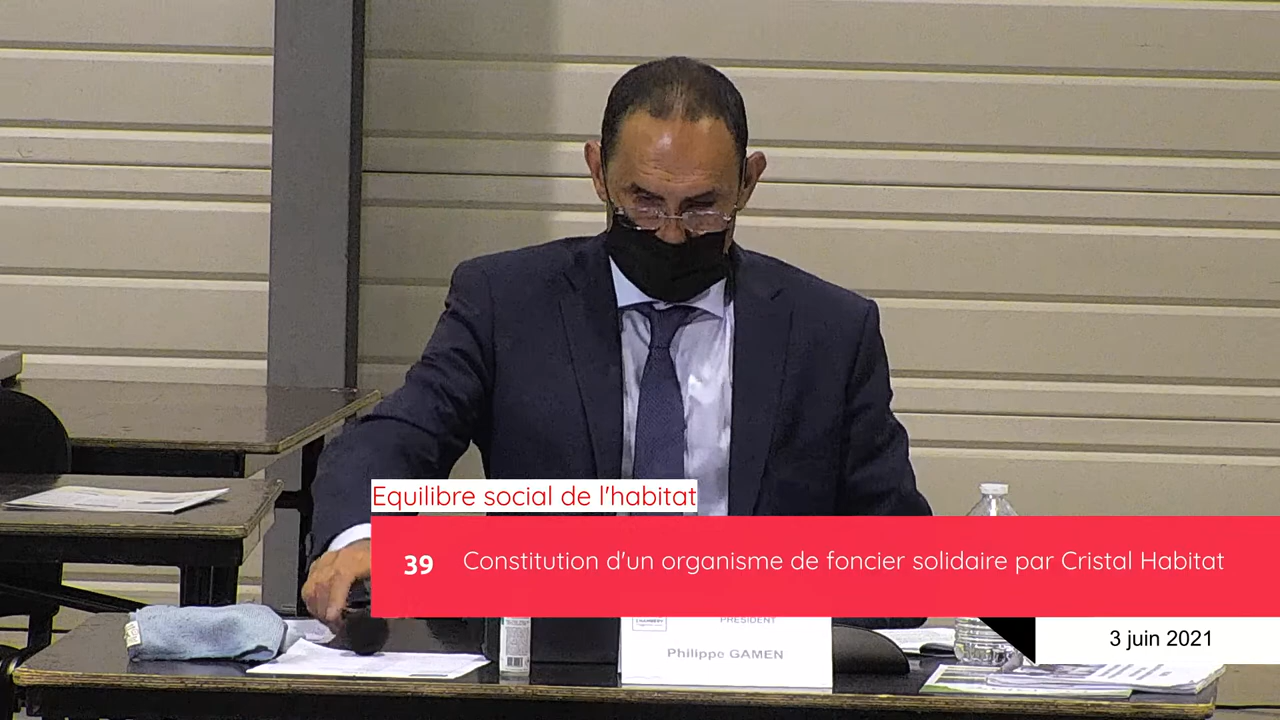 Equilibre social de l'habitat
39 Constitution d'un organisme de foncier solidaire par Cristal Habitat
PRÉSIDENT
Philippe GAMEN
3 juin 2021